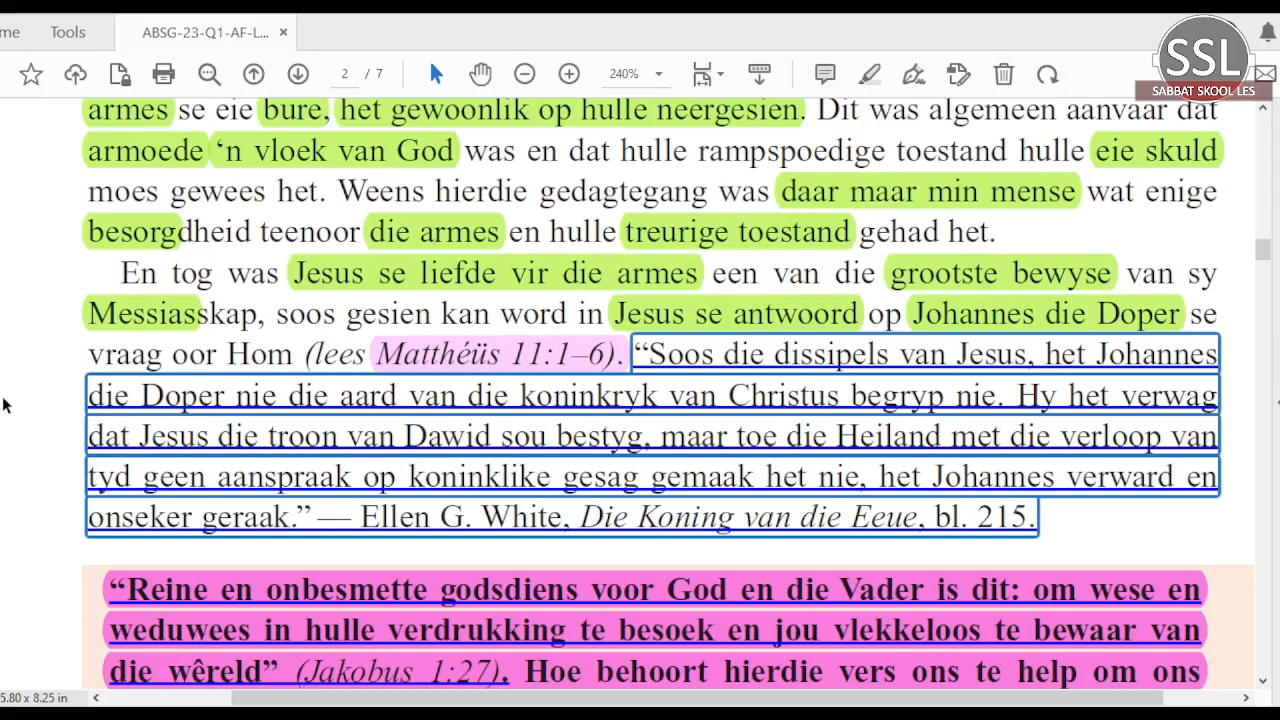 me Tools ABSG-23-Q1-AF-L... ×
SSL
SABBAT SKOOL LES
2 / 7 240%
armes se eie bure, het gewoonlik op hulle neergesien. Dit was algemeen aanvaar dat
armoede ‘n vloek van God was en dat hulle rampspoedige toestand hulle eie skuld
moes gewees het. Weens hierdie gedagtegang was daar maar min mense wat enige
besorgdheid teenoor die armes en hulle treurige toestand gehad het.
En tog was Jesus se liefde vir die armes een van die grootste bewyse van sy
Messiasskap, soos gesien kan word in Jesus se antwoord op Johannes die Doper se
vraag oor Hom (lees Matthéüs 11:1–6). “Soos die dissipels van Jesus, het Johannes
die Doper nie die aard van die koninkryk van Christus begryp nie. Hy het verwag
dat Jesus die troon van Dawid sou bestyg, maar toe die Heiland met die verloop van
tyd geen aanspraak op koninklike gesag gemaak het nie, het Johannes verward en
onseker geraak.” — Ellen G. White, Die Koning van die Eeue, bl. 215.
“Reine en onbesmette godsdiens voor God en die Vader is dit: om wese en
weduwees in hulle verdrukking te besoek en jou vlekkeloos te bewaar van
die wêreld” (Jakobus 1:27). Hoe behoort hierdie vers ons te help om ons
5.80 x 8.25 in